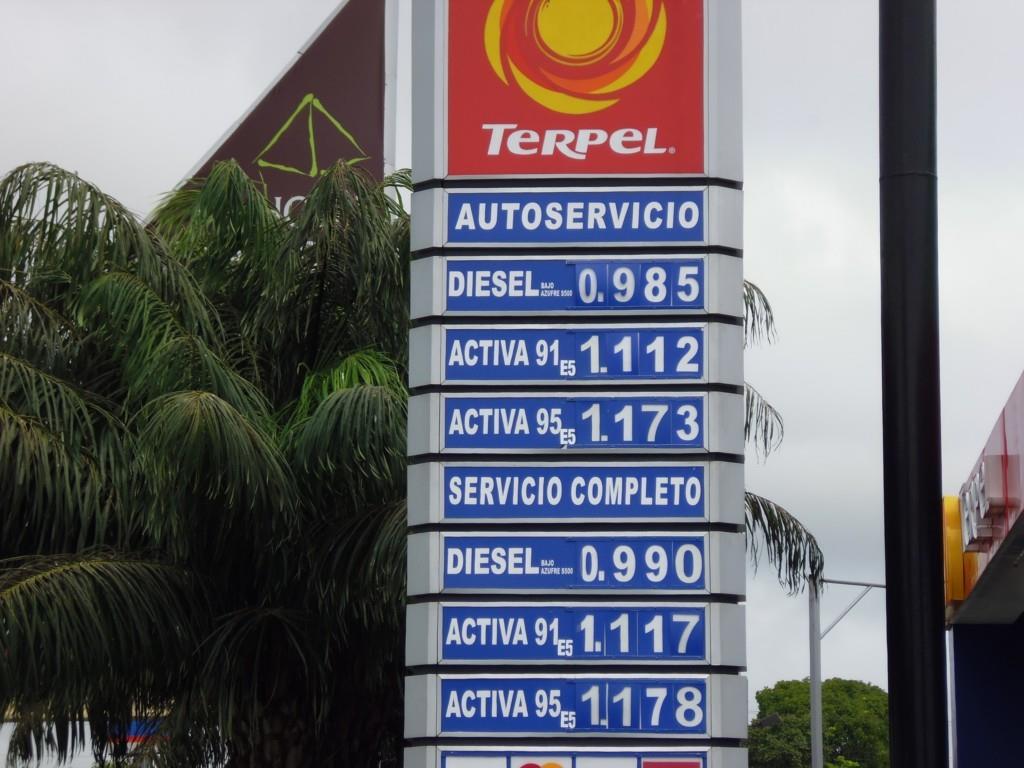 TERPEL
AUTOSERVICIO
DIESEL BAJO AZUFRE S500 0.985
ACTIVA 91 E5 1.112
ACTIVA 95 E5 1.173
SERVICIO COMPLETO
DIESEL BAJO AZUFRE S500 0.990
ACTIVA 91 E5 1.117
ACTIVA 95 E5 1.178